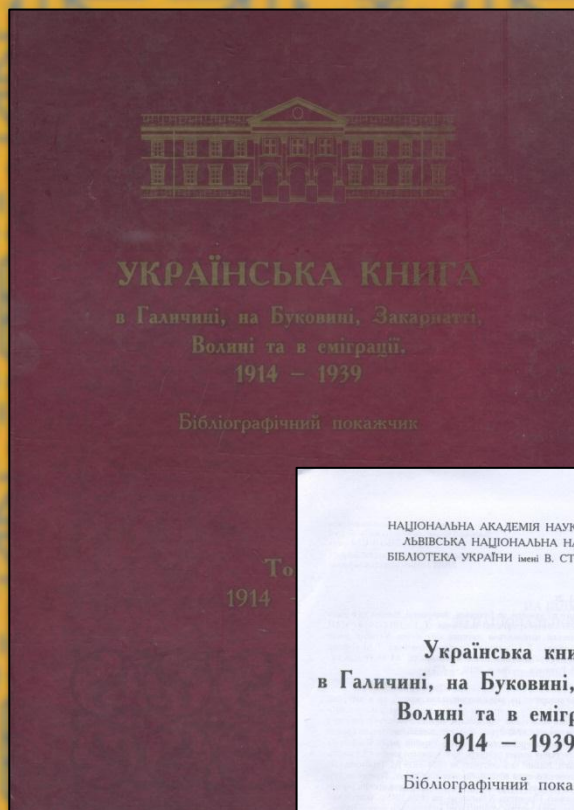 УКРАЇНСЬКА КНИГА
в Галичині, на Буковині, Закарпатті,
Волині та в еміграції.
1914 – 1939
Бібліографічний покажчик
То
1914
НАЦІОНАЛЬНА АКАДЕМІЯ НАУК
ЛЬВІВСЬКА НАЦІОНАЛЬНА НА
БІБЛІОТЕКА УКРАЇНИ імені В. СТ
Українська кни
в Галичині, на Буковині,
Волині та в еміг
1914 – 1939
Бібліографічний пока